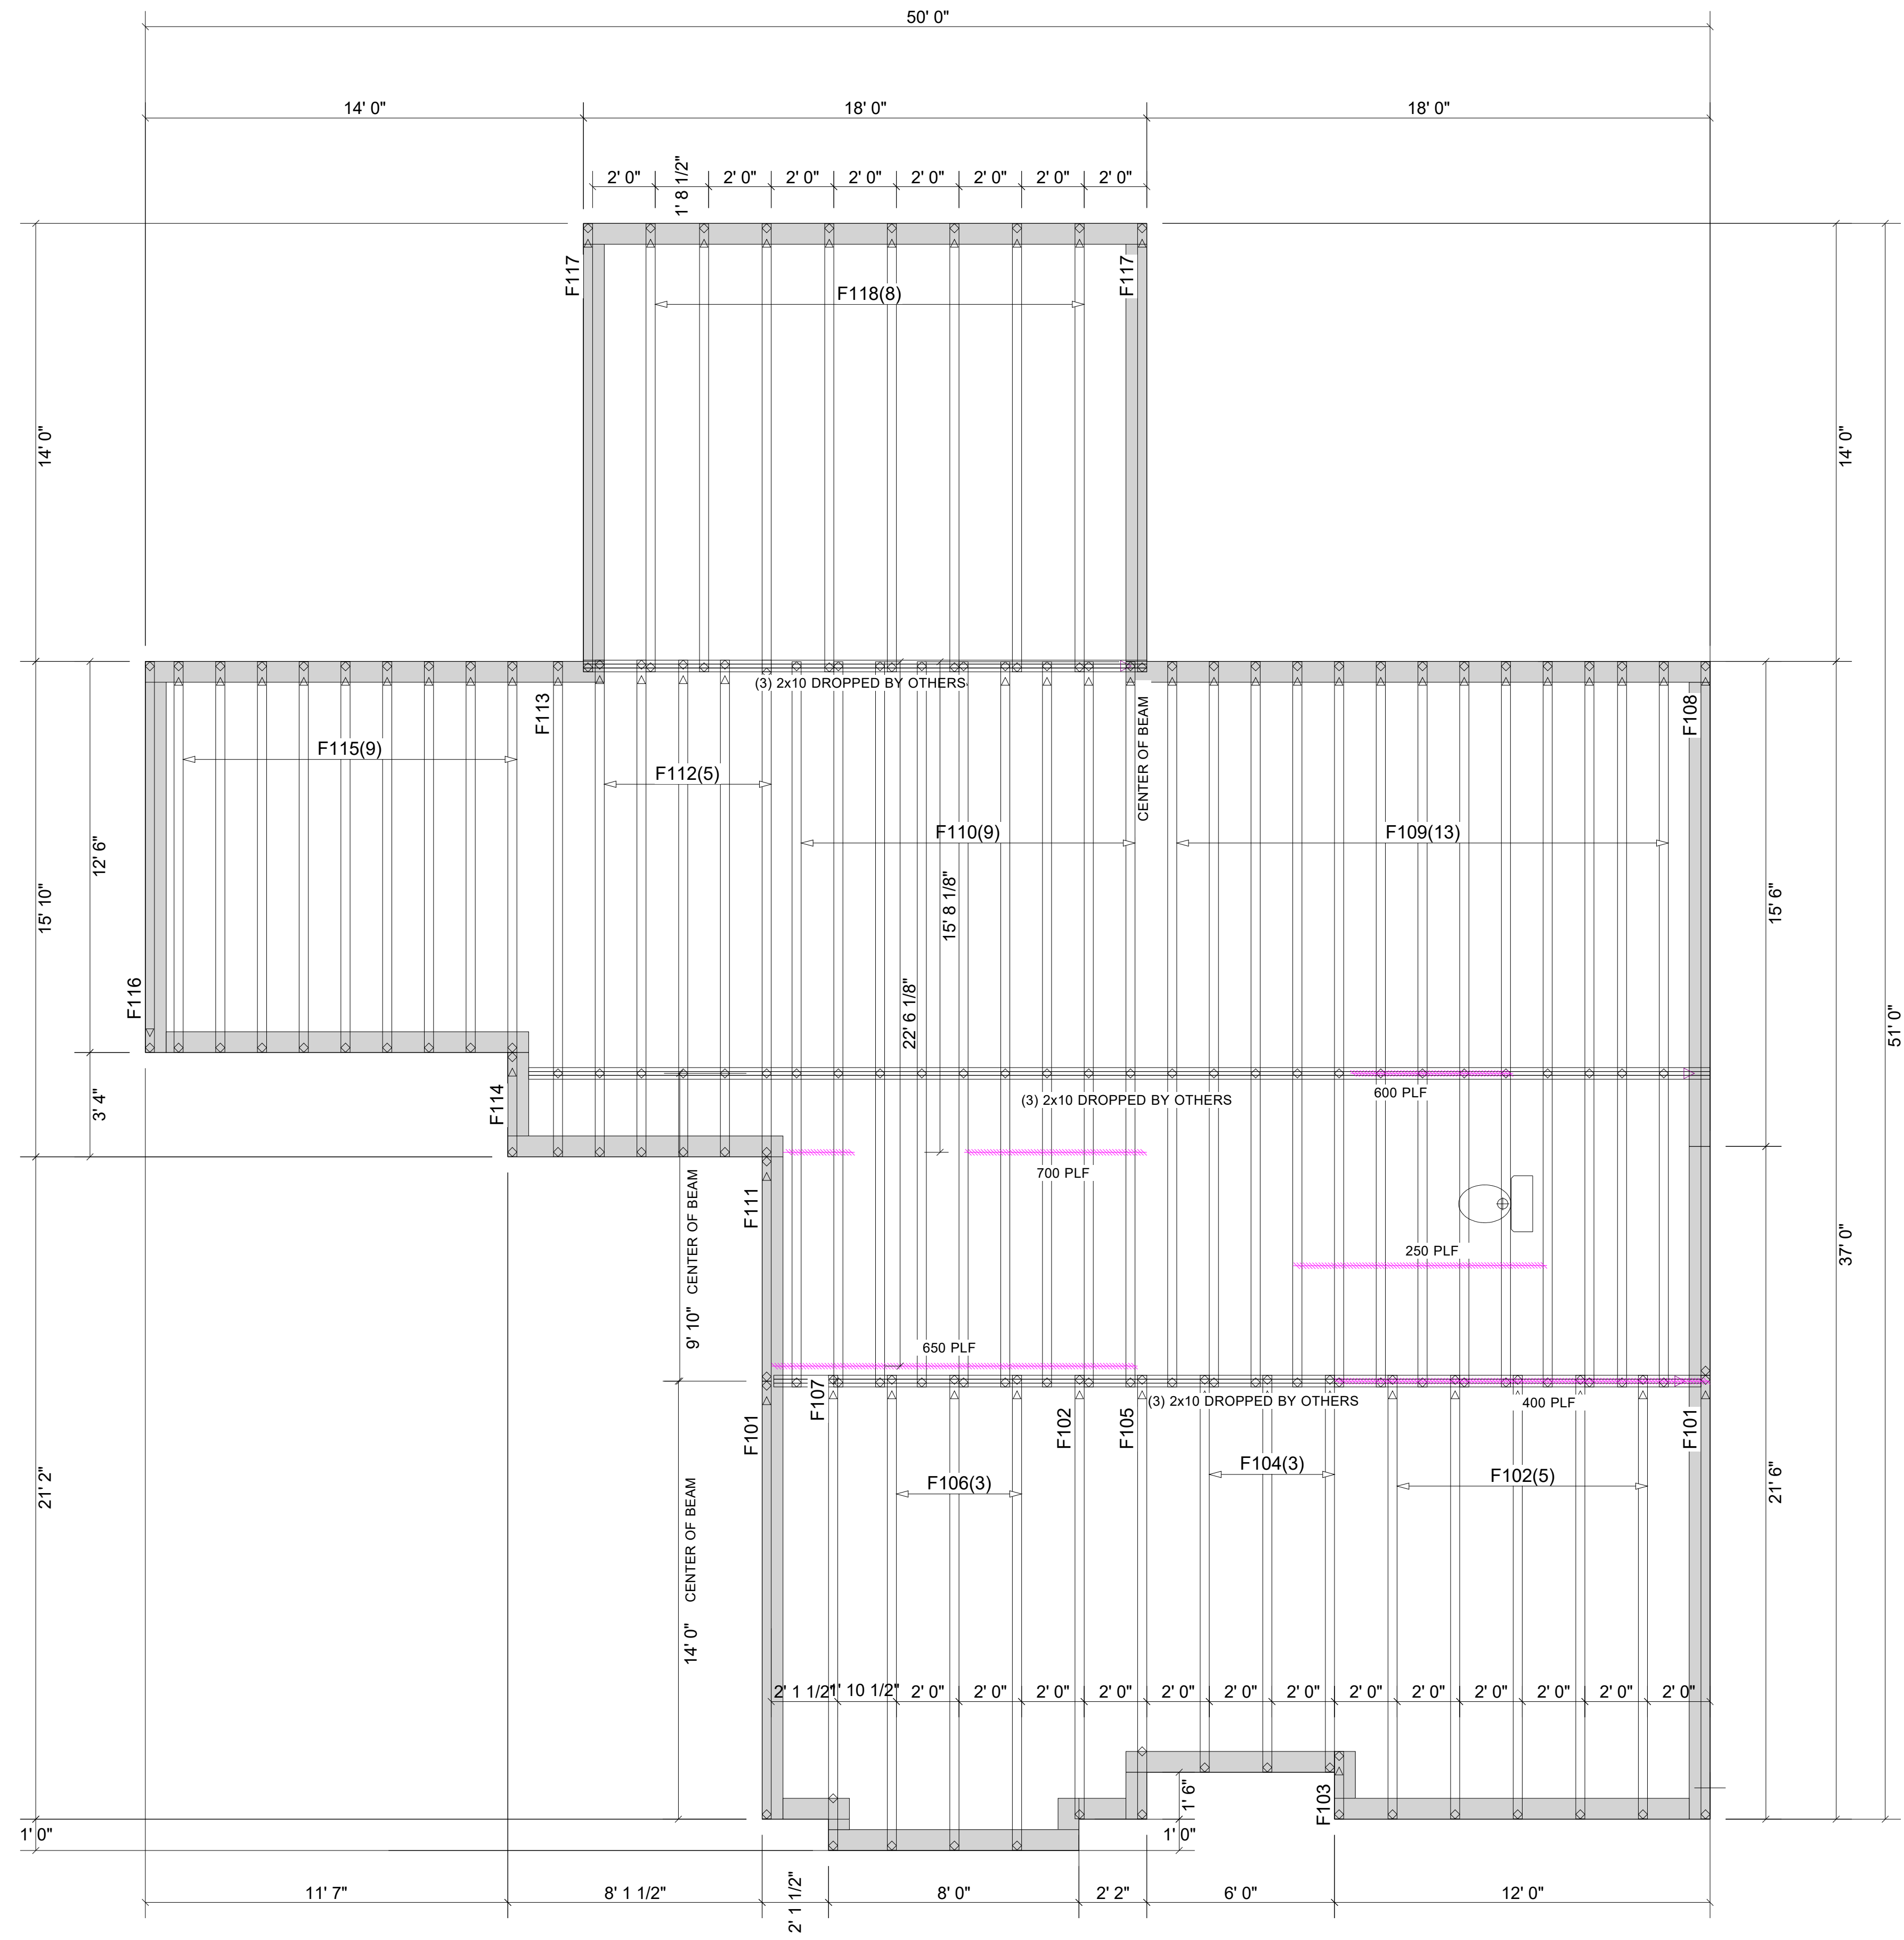 50' 0"
14' 0"
18' 0"
18' 0"
2' 0"
1' 8 1/2"
2' 0"
2' 0"
2' 0"
2' 0"
2' 0"
2' 0"
2' 0"
F117
F117
F118(8)
14' 0"
14' 0"
(3) 2x10 DROPPED BY OTHERS
F113
F108
CENTER OF BEAM
F115(9)
F112(5)
F110(9)
F109(13)
12' 6"
15' 10"
15' 8 1/8"
15' 6"
F116
22' 6 1/8"
51' 0"
3' 4"
F114
600 PLF
(3) 2x10 DROPPED BY OTHERS
700 PLF
F111
9' 10" CENTER OF BEAM
250 PLF
37' 0"
650 PLF
F107
(3) 2x10 DROPPED BY OTHERS
400 PLF
F101
F102
F105
F101
F106(3)
F104(3)
F102(5)
21' 2"
21' 6"
14' 0" CENTER OF BEAM
2' 1 1/2"
1' 10 1/2"
2' 0"
2' 0"
2' 0"
2' 0"
2' 0"
2' 0"
2' 0"
2' 0"
2' 0"
2' 0"
2' 0"
2' 0"
2' 0"
1' 6"
F103
1' 0"
1' 0"
11' 7"
8' 1 1/2"
2' 1 1/2"
8' 0"
2' 2"
6' 0"
12' 0"